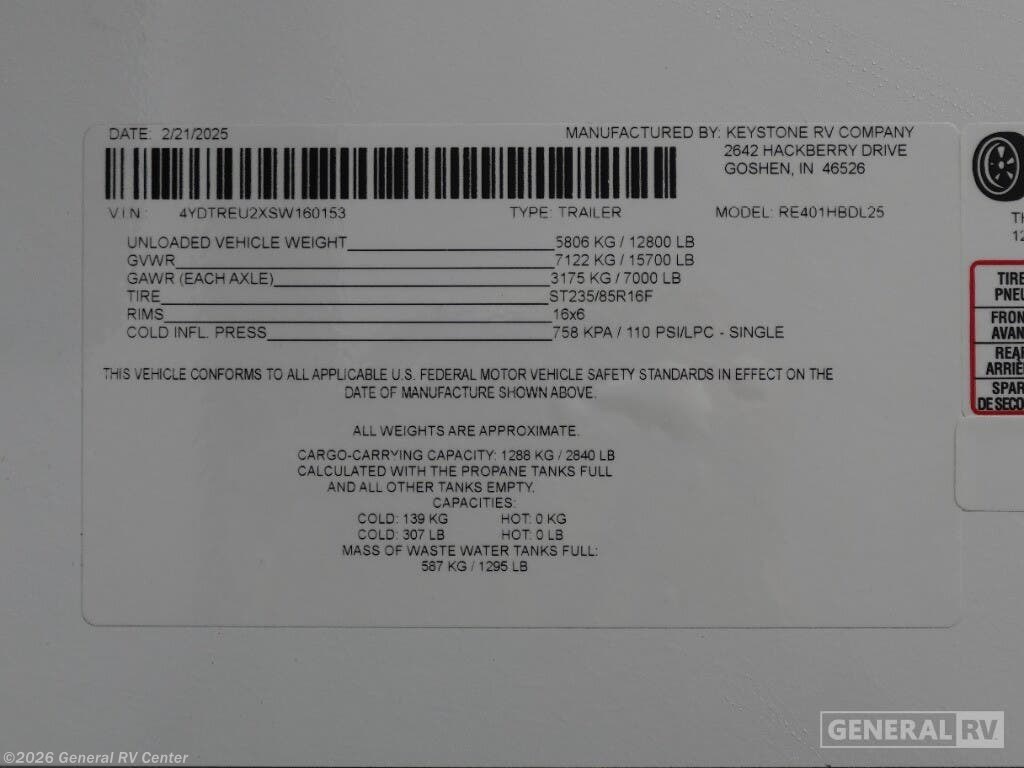 DATE: 2/21/2025
MANUFACTURED BY: KEYSTONE RV COMPANY
2642 HACKBERRY DRIVE
GOSHEN, IN 46526
VIN: 4YDTREU2XSW160153 TYPE: TRAILER MODEL: RE401HBDL25
UNLOADED VEHICLE WEIGHT 5806 KG / 12800 LB
GVWR 7122 KG / 15700 LB
GAWR (EACH AXLE) 3175 KG / 7000 LB
TIRE ST235/85R16F
RIMS 16x6
COLD INFL. PRESS 758 KPA / 110 PSI/LPC - SINGLE
THIS VEHICLE CONFORMS TO ALL APPLICABLE U.S. FEDERAL MOTOR VEHICLE SAFETY STANDARDS IN EFFECT ON THE
DATE OF MANUFACTURE SHOWN ABOVE.
ALL WEIGHTS ARE APPROXIMATE.
CARGO-CARRYING CAPACITY: 1288 KG / 2840 LB
CALCULATED WITH THE PROPANE TANKS FULL
AND ALL OTHER TANKS EMPTY.
CAPACITIES:
COLD: 139 KG HOT: 0 KG
COLD: 307 LB HOT: 0 LB
MASS OF WASTE WATER TANKS FULL:
587 KG / 1295 LB
TIRE
FRON
AVAN
REAR
ARRIÈ
SPAR
DE SECO
GENERAL RV
©2026 General RV Center